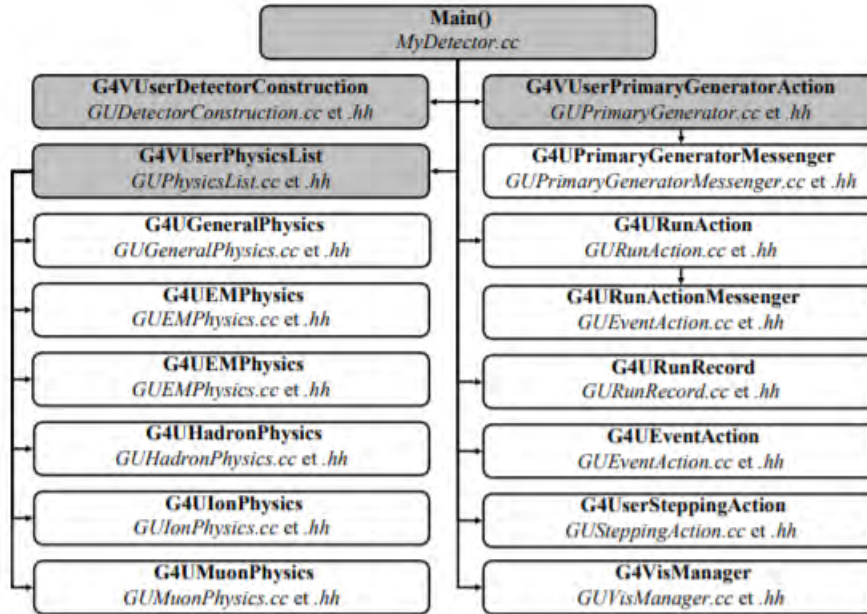 Main()
MyDetector.cc
G4VUserDetectorConstruction
GUDetectorConstruction.cc et .hh
G4VUserPrimaryGeneratorAction
GUPrimaryGenerator.cc et .hh
G4VUserPhysicsList
GUPhysicsList.cc et .hh
G4UPrimaryGeneratorMessenger
GUPrimaryGeneratorMessenger.cc et .hh
G4UGeneralPhysics
GUGeneralPhysics.cc et .hh
G4URunAction
GURunAction.cc et .hh
G4UEMPhysics
GUEMPhysics.cc et .hh
G4URunActionMessenger
GUEventAction.cc et .hh
G4UEMPhysics
GUEMPhysics.cc et .hh
G4URunRecord
GURunRecord.cc et .hh
G4UHadronPhysics
GUHadronPhysics.cc et .hh
G4UEventAction
GUEventAction.cc et .hh
G4UIonPhysics
GUIonPhysics.cc et .hh
G4UserSteppingAction
GUSteppingAction.cc et .hh
G4UMuonPhysics
GUMuonPhysics.cc et .hh
G4VisManager
GUVisManager.cc et .hh